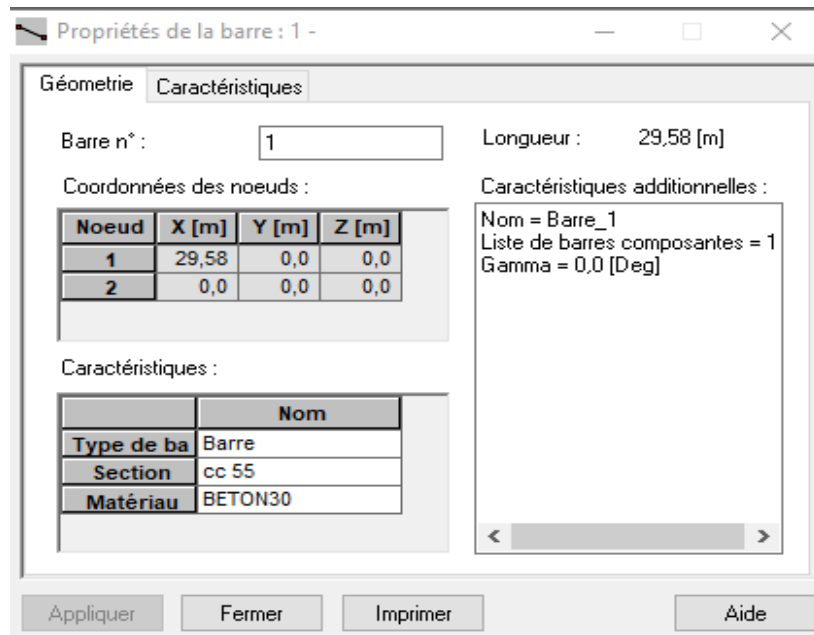 Propriétés de la barre : 1 -
Géometrie Caractéristiques
Barre n° : 1
Longueur : 29,58 [m]
Coordonnées des noeuds :
Noeud X [m] Y [m] Z [m]
1 29,58 0,0 0,0
2 0,0 0,0 0,0
Caractéristiques additionnelles :
Nom = Barre_1
Liste de barres composantes = 1
Gamma = 0,0 [Deg]
Caractéristiques :
Nom
Type de ba Barre
Section cc 55
Matériau BETON30
Appliquer Fermer Imprimer Aide